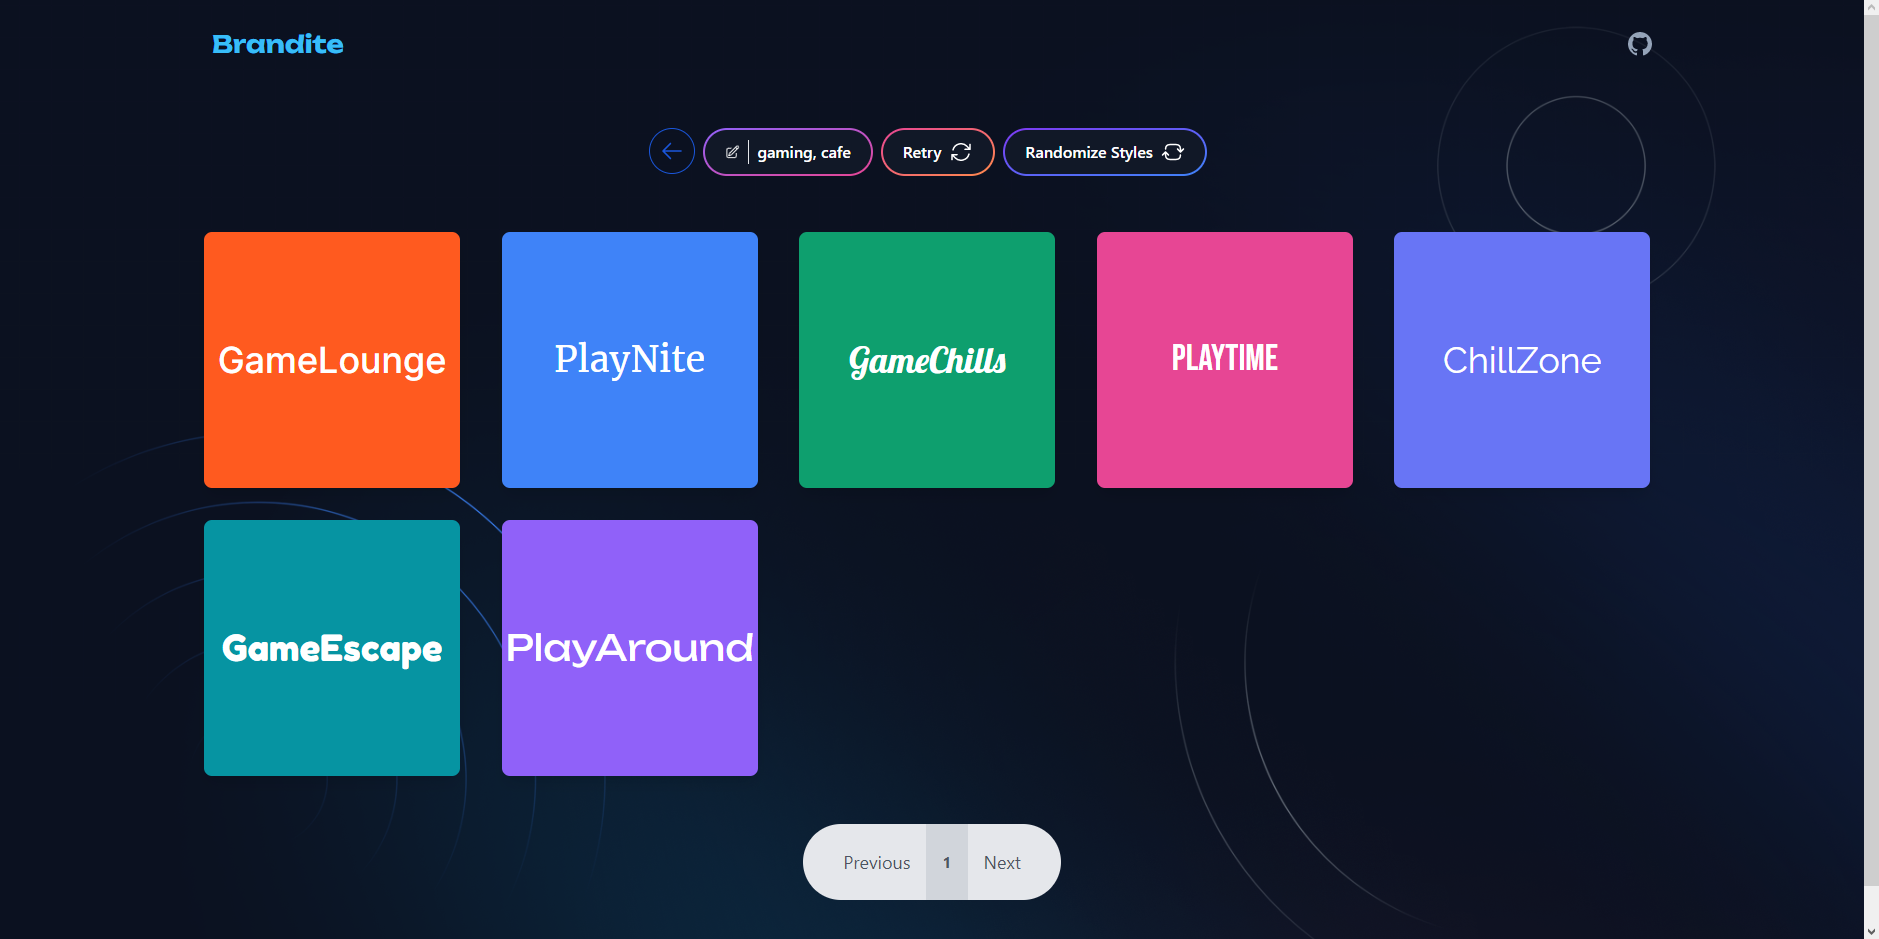 Brandite
gaming, cafe
Retry
Randomize Styles
GameLounge
PlayNite
GameChills
PLAYTIME
ChillZone
GameEscape
PlayAround
Previous 1 Next